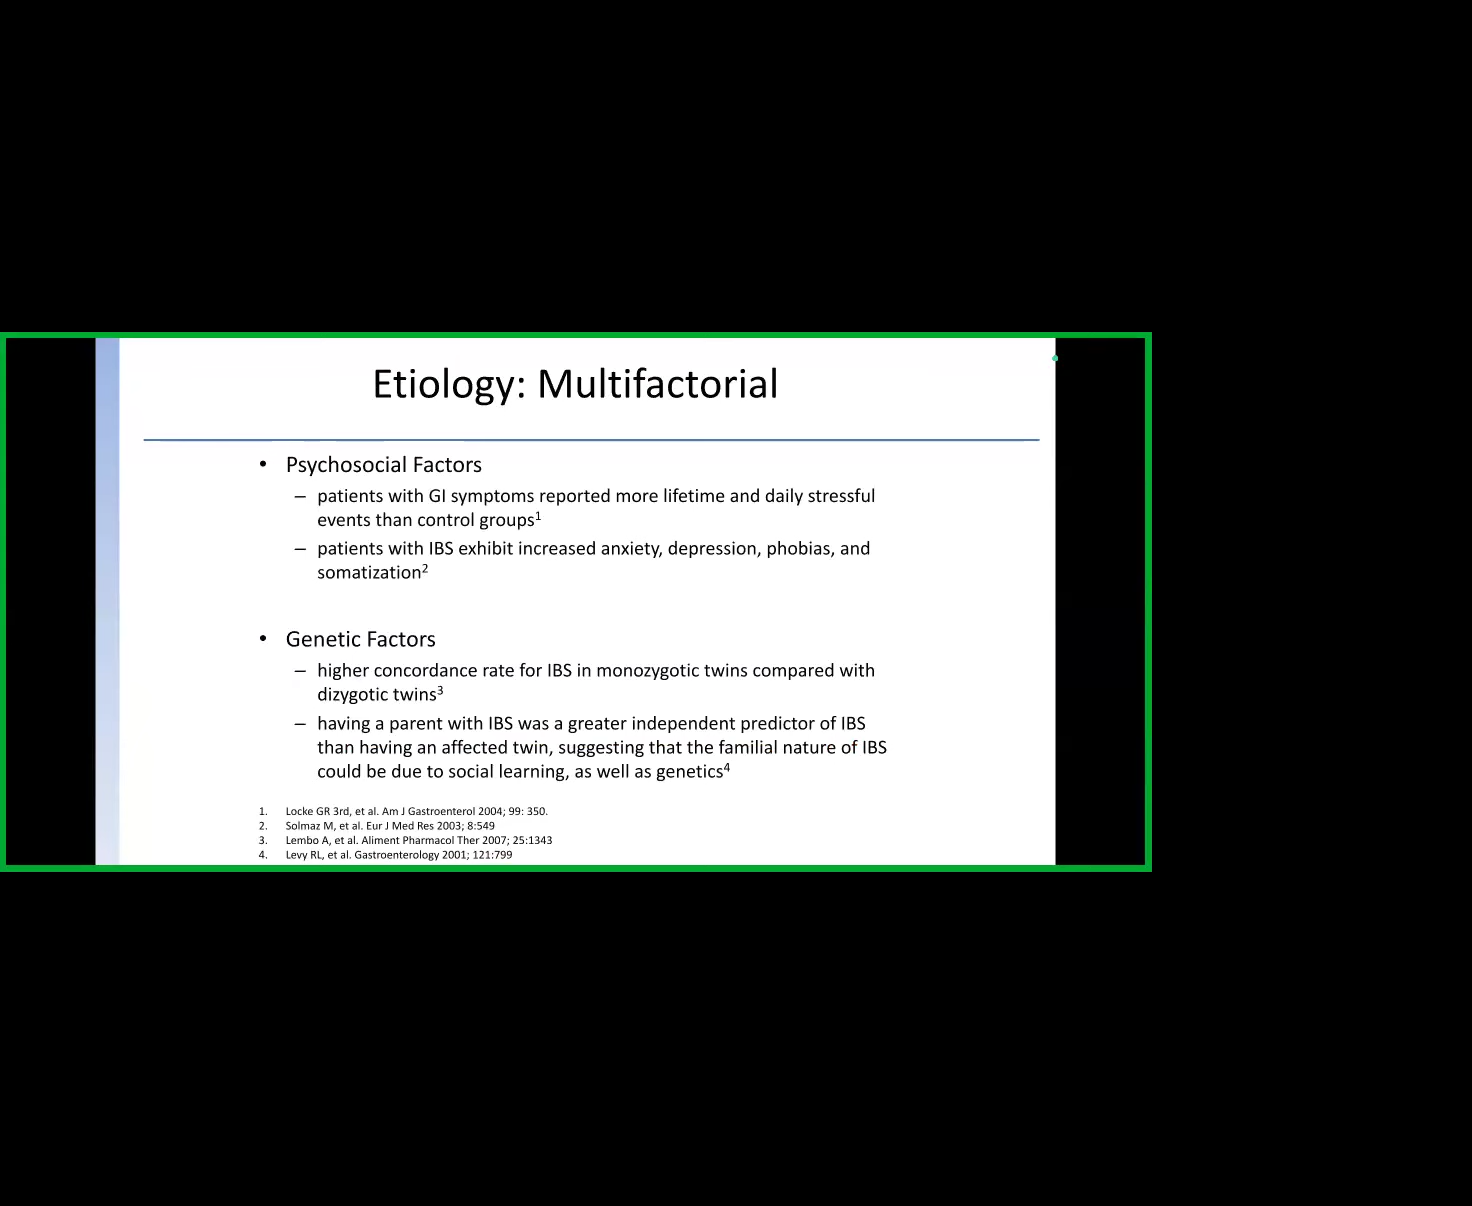 Etiology: Multifactorial
• Psychosocial Factors
– patients with GI symptoms reported more lifetime and daily stressful
events than control groups¹
– patients with IBS exhibit increased anxiety, depression, phobias, and
somatization²
• Genetic Factors
– higher concordance rate for IBS in monozygotic twins compared with
dizygotic twins³
– having a parent with IBS was a greater independent predictor of IBS
than having an affected twin, suggesting that the familial nature of IBS
could be due to social learning, as well as genetics⁴
1. Locke GR 3rd, et al. Am J Gastroenterol 2004; 99: 350.
2. Solmaz M, et al. Eur J Med Res 2003; 8:549
3. Lembo A, et al. Aliment Pharmacol Ther 2007; 25:1343
4. Levy RL, et al. Gastroenterology 2001; 121:799